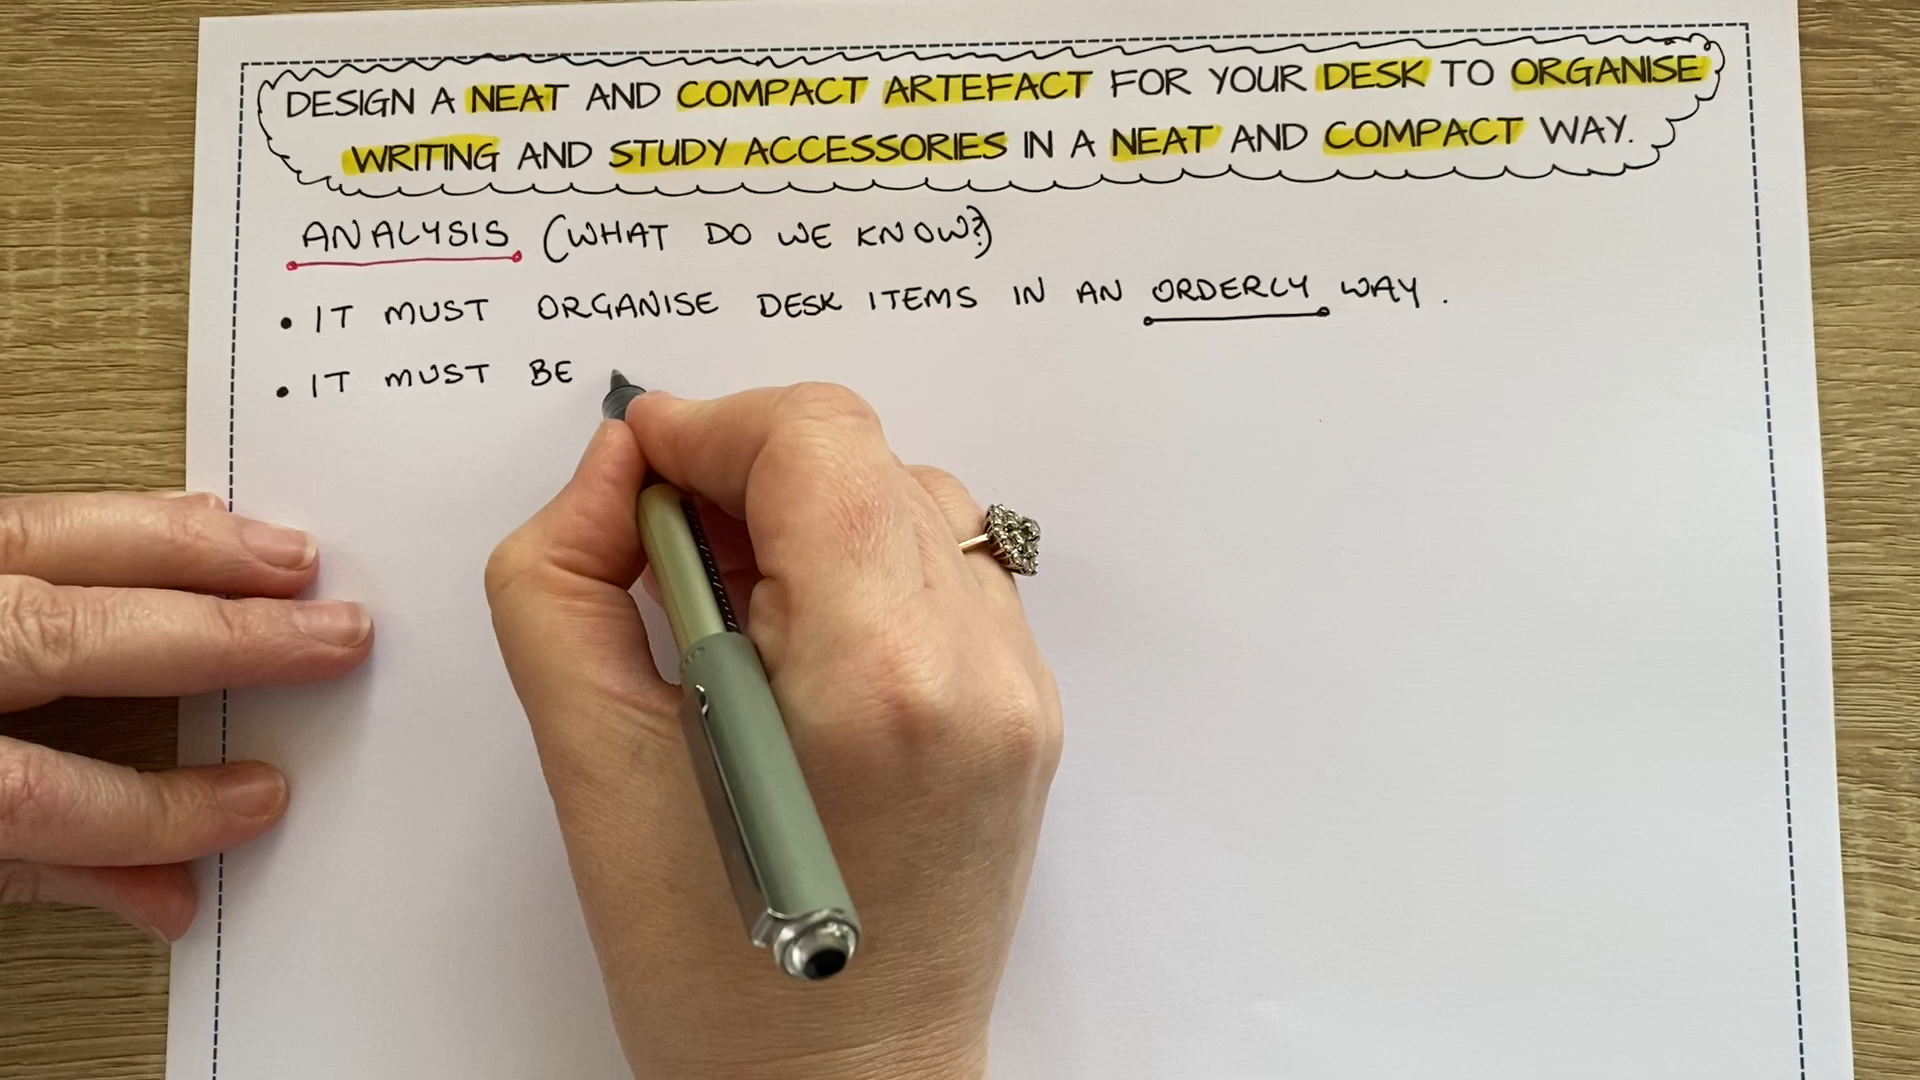 DESIGN A NEAT AND COMPACT ARTEFACT FOR YOUR DESK TO ORGANISE
WRITING AND STUDY ACCESSORIES IN A NEAT AND COMPACT WAY.
ANALYSIS (WHAT DO WE KNOW?)
• IT MUST ORGANISE DESK ITEMS IN AN ORDERLY WAY.
• IT MUST BE